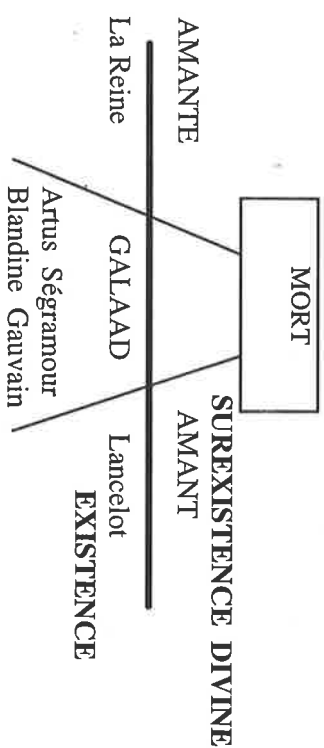 MORT
SUREXISTENCE DIVINE
AMANTE AMANT
La Reine GALAAD Lancelot
EXISTENCE
Artus Ségramour
Blandine Gauvain